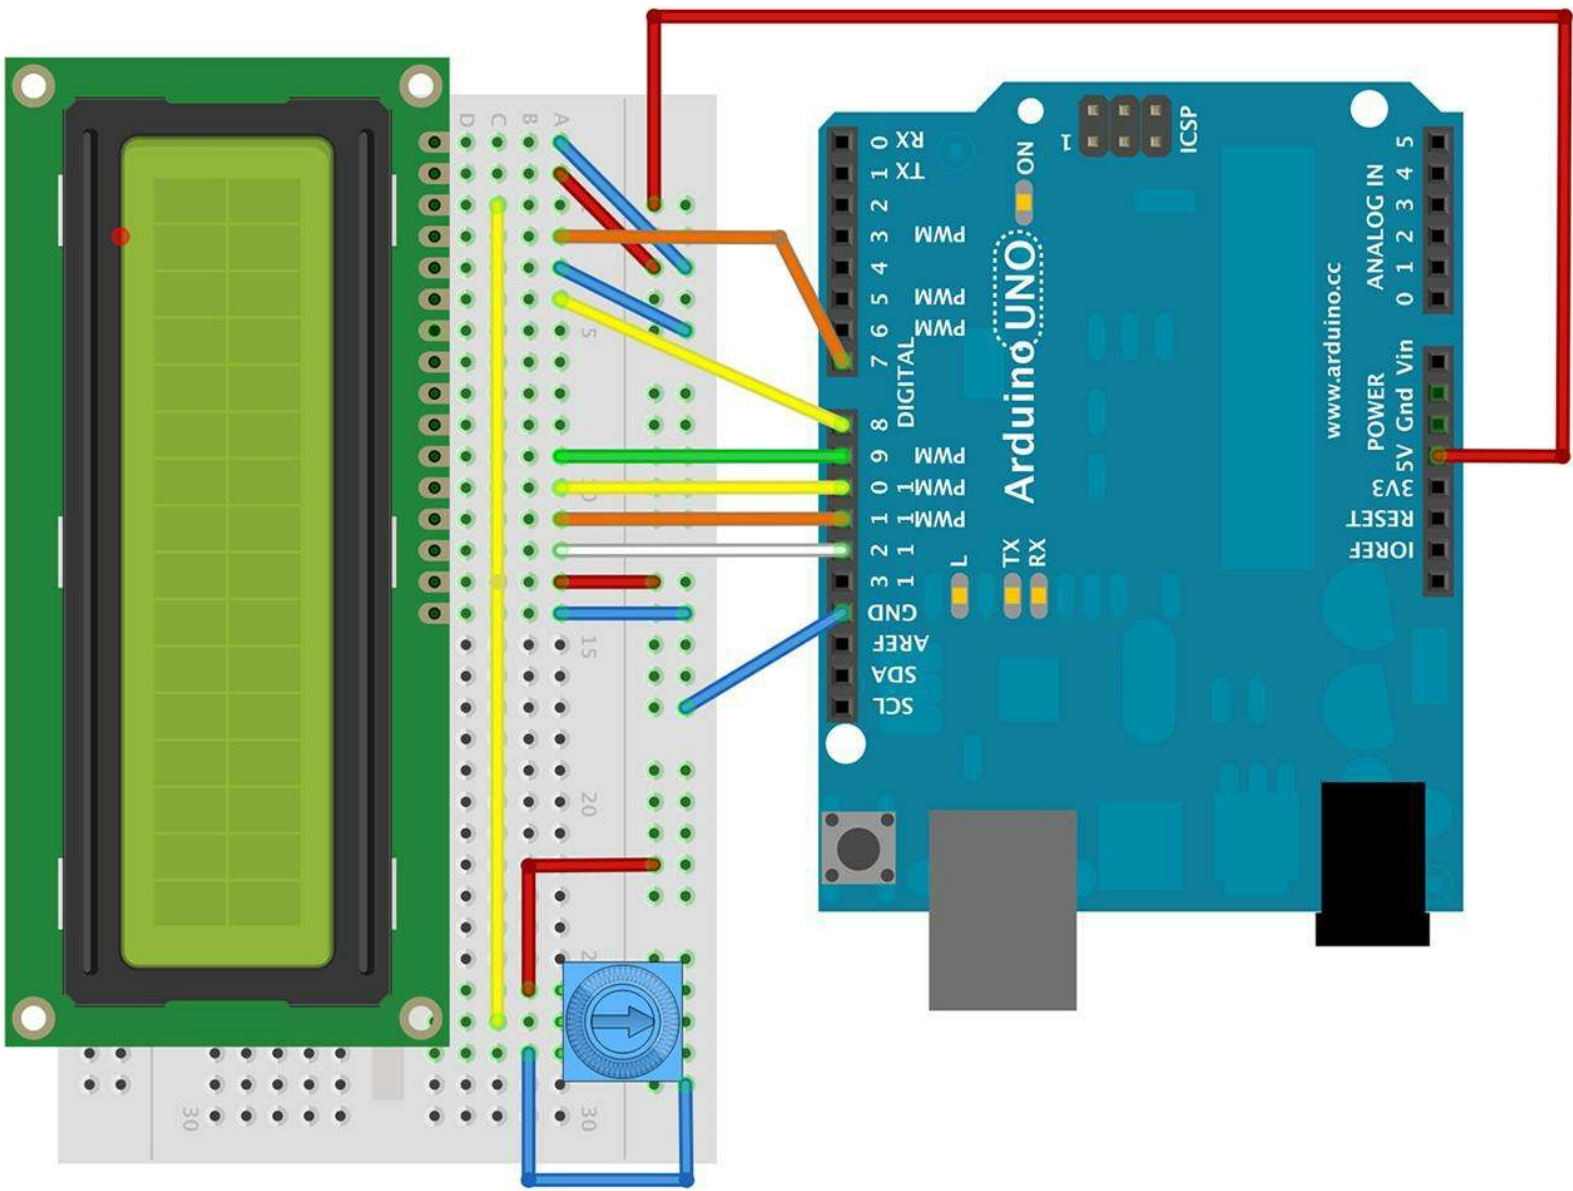 D C B A
5
10
15
20
2
30
30
ICSP
1
ON
RX 0
TX 1
2
PWM 3
4
PWM 5
PWM 6
7
DIGITAL
8
PWM 9
PWM 10
PWM 11
12
13
GND
AREF
SDA
SCL
Arduino UNO
L
TX
RX
www.arduino.cc
ANALOG IN
5
4
3
2
1
0
POWER
Vin
Gnd
5V
3V3
RESET
IOREF